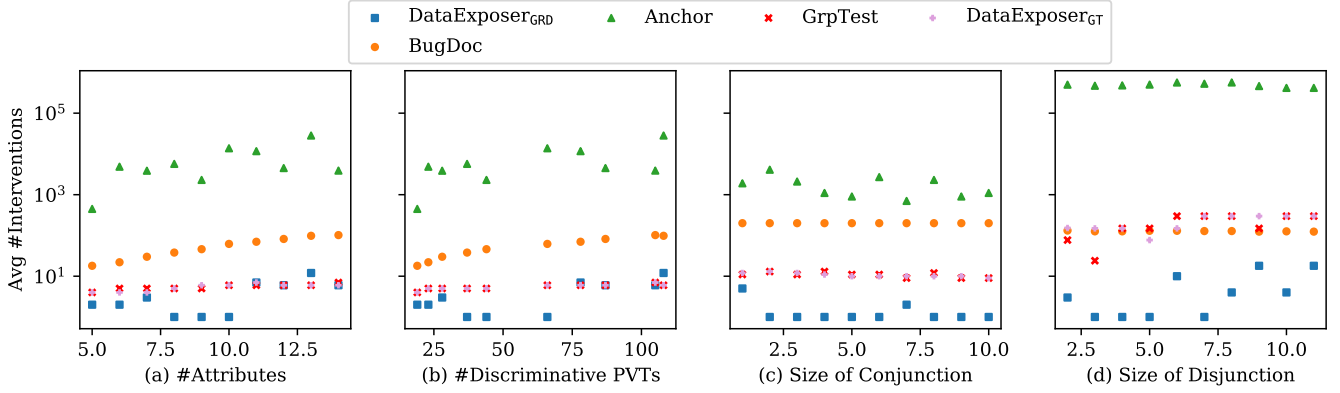 DataExposer_GRD Anchor GrpTest DataExposer_GT
BugDoc
Avg #Interventions
10^5
10^3
10^1
5.0 7.5 10.0 12.5
(a) #Attributes
25 50 75 100
(b) #Discriminative PVTs
2.5 5.0 7.5 10.0
(c) Size of Conjunction
2.5 5.0 7.5 10.0
(d) Size of Disjunction